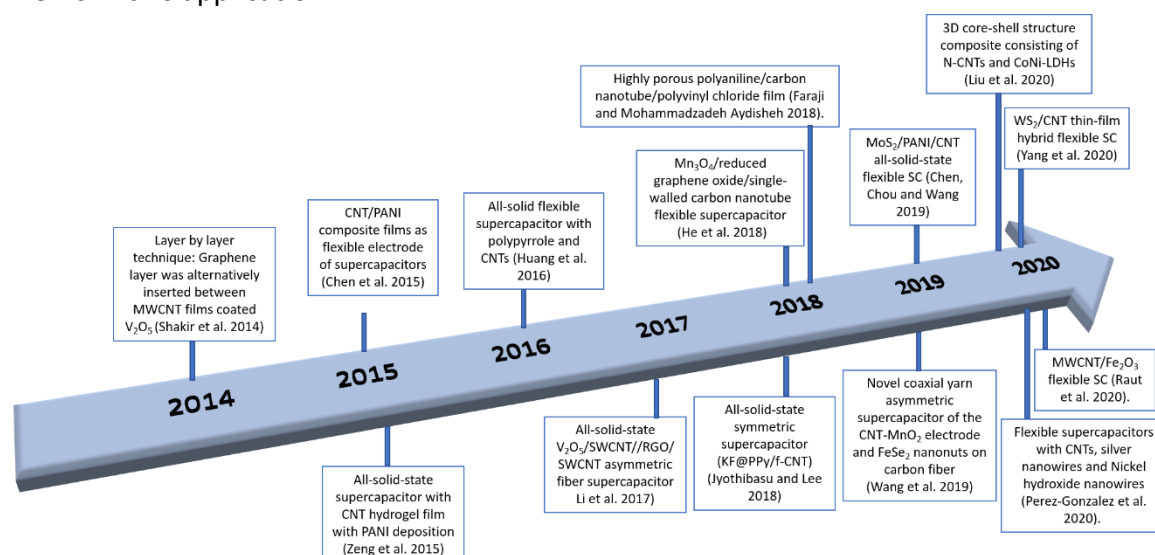 3D core-shell structure
composite consisting of
N-CNTs and CoNi-LDHs
(Liu et al. 2020)
Highly porous polyaniline/carbon
nanotube/polyvinyl chloride film (Faraji
and Mohammadzadeh Aydisheh 2018).
WS₂/CNT thin-film
hybrid flexible SC
(Yang et al. 2020)
MoS₂/PANI/CNT
all-solid-state
flexible SC (Chen,
Chou and Wang
2019)
Mn₃O₄/reduced
graphene oxide/single-
walled carbon nanotube
flexible supercapacitor
(He et al. 2018)
All-solid flexible
supercapacitor with
polypyrrole and
CNTs (Huang et al.
2016)
CNT/PANI
composite films as
flexible electrode
of supercapacitors
(Chen et al. 2015)
Layer by layer
technique: Graphene
layer was alternatively
inserted between
MWCNT films coated
V₂O₅ (Shakir et al. 2014)
2014
2015
2016
2017
2018
2019
2020
All-solid-state
supercapacitor with
CNT hydrogel film
with PANI deposition
(Zeng et al. 2015)
All-solid-state
V₂O₅/SWCNT//RGO/
SWCNT asymmetric
fiber supercapacitor
Li et al. 2017)
All-solid-state
symmetric
supercapacitor
(KF@PPy/f-CNT)
(Jyothibasu and Lee
2018)
Novel coaxial yarn
asymmetric
supercapacitor of the
CNT-MnO₂ electrode
and FeSe₂ nanonuts on
carbon fiber
(Wang et al. 2019)
MWCNT/Fe₂O₃
flexible SC (Raut
et al. 2020).
Flexible supercapacitors
with CNTs, silver
nanowires and Nickel
hydroxide nanowires
(Perez-Gonzalez et al.
2020).